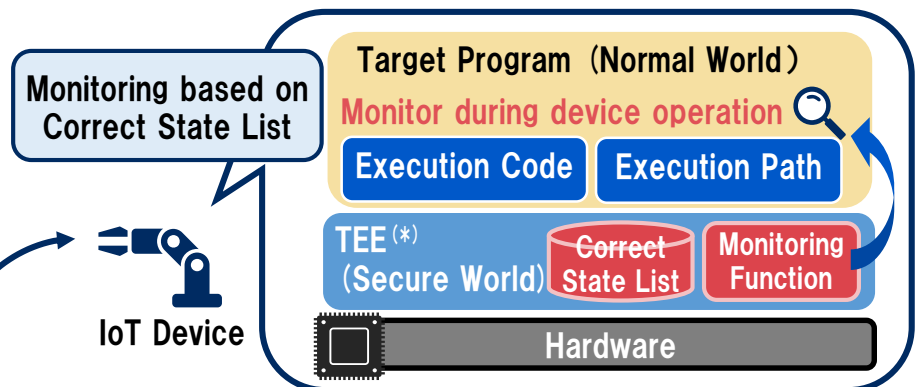 Monitoring based on
Correct State List
IoT Device
Target Program (Normal World)
Monitor during device operation
Execution Code
Execution Path
TEE(*)
(Secure World)
Correct
State List
Monitoring
Function
Hardware